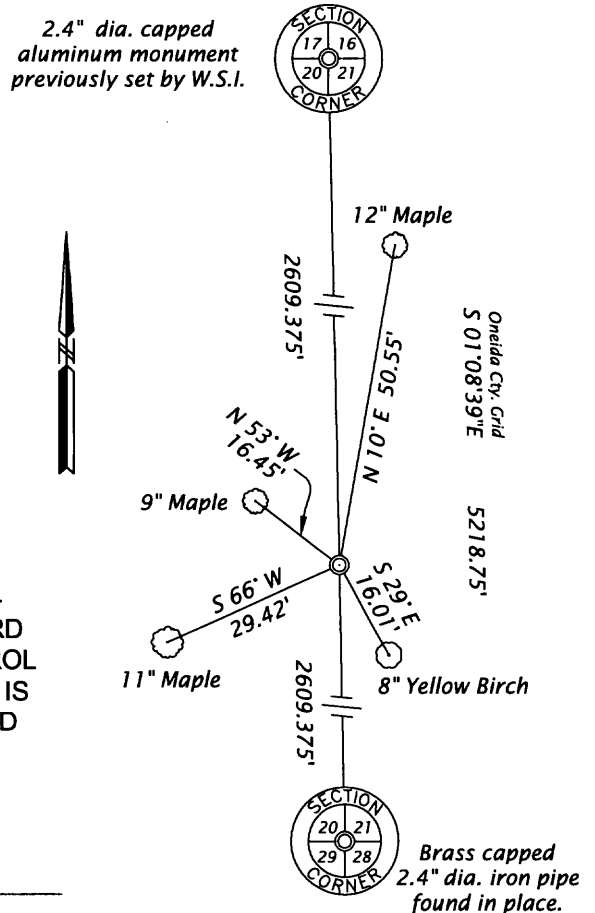 2.4" dia. capped
aluminum monument
previously set by W.S.I.
SECTION
17 16
20 21
CORNER
12" Maple
2609.375'
N 10° E 50.55'
Oneida Cty. Grid
S 01°08'39"E 5218.75'
N
N 53° W
16.45'
9" Maple
S 66° W
29.42'
11" Maple
S 29° E
16.01'
8" Yellow Birch
RD
ROL
IS
D
2609.375'
SECTION
20 21
29 28
CORNER
Brass capped
2.4" dia. iron pipe
found in place.